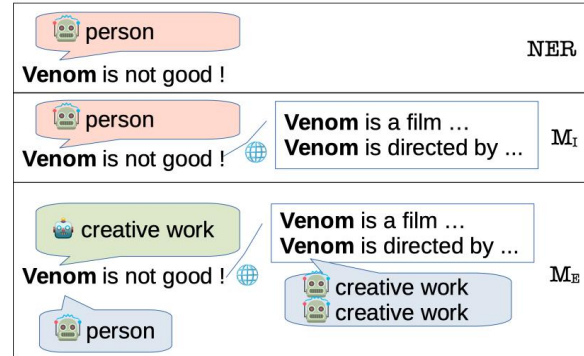 person
NER
Venom is not good !
person
Venom is a film ...
Venom is not good !
Venom is directed by ...
M_I
creative work
Venom is a film ...
Venom is directed by ...
Venom is not good !
M_E
creative work
person
creative work